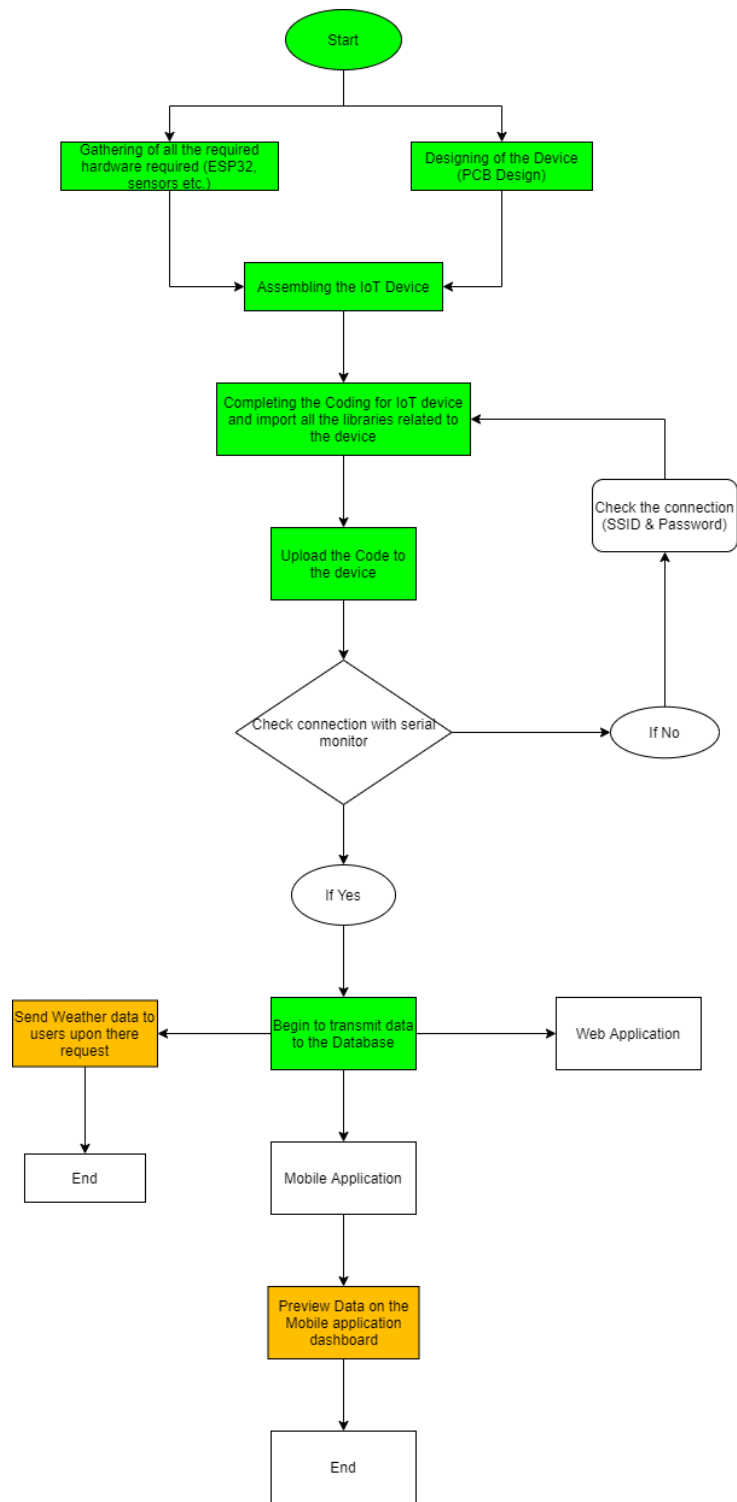 Start
Gathering of all the required
hardware required (ESP32,
sensors etc.)
Designing of the Device
(PCB Design)
Assembling the IoT Device
Completing the Coding for IoT device
and import all the libraries related to
the device
Check the connection
(SSID & Password)
Upload the Code to
the device
Check connection with serial
monitor
If No
If Yes
Send Weather data to
users upon there
request
Begin to transmit data
to the Database
Web Application
End
Mobile Application
Preview Data on the
Mobile application
dashboard
End